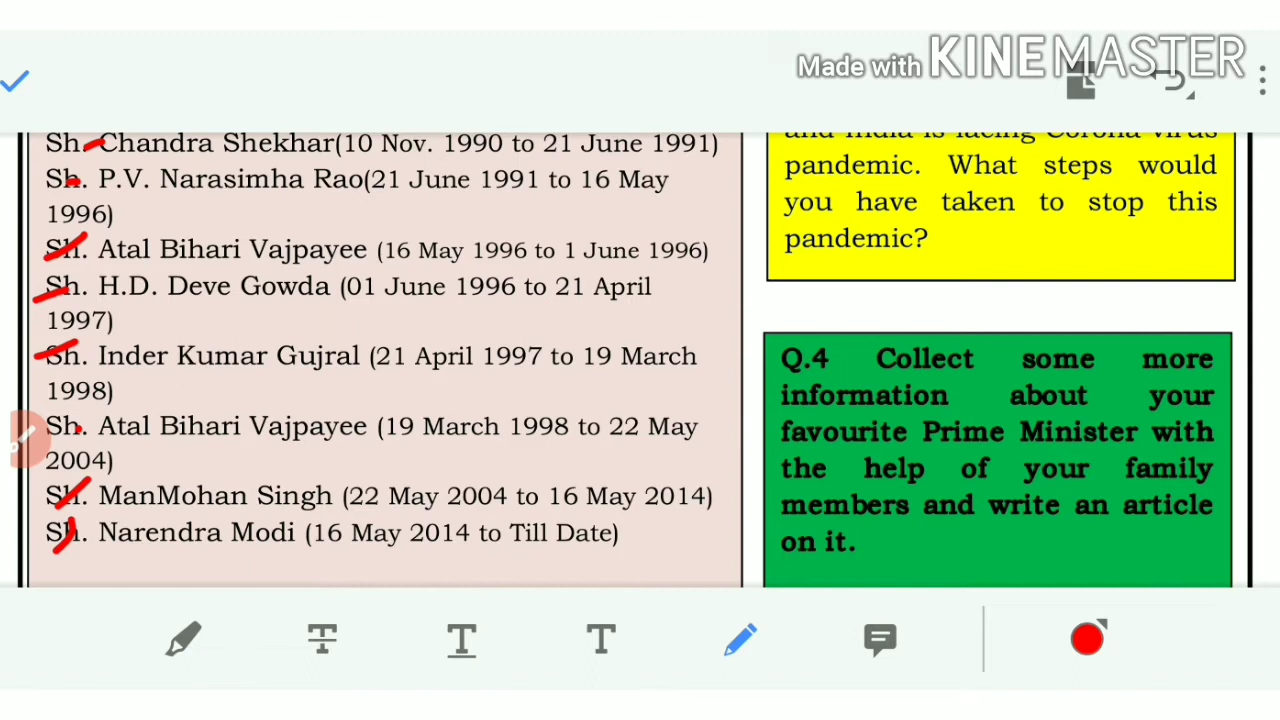 Made with KINEMASTER
Sh. Chandra Shekhar(10 Nov. 1990 to 21 June 1991)
Sh. P.V. Narasimha Rao(21 June 1991 to 16 May
1996)
Sh. Atal Bihari Vajpayee (16 May 1996 to 1 June 1996)
Sh. H.D. Deve Gowda (01 June 1996 to 21 April
1997)
Sh. Inder Kumar Gujral (21 April 1997 to 19 March
1998)
Sh. Atal Bihari Vajpayee (19 March 1998 to 22 May
2004)
Sh. ManMohan Singh (22 May 2004 to 16 May 2014)
Sh. Narendra Modi (16 May 2014 to Till Date)
and India is facing Corona virus
pandemic. What steps would
you have taken to stop this
pandemic?
Q.4 Collect some more
information about your
favourite Prime Minister with
the help of your family
members and write an article
on it.
T T T